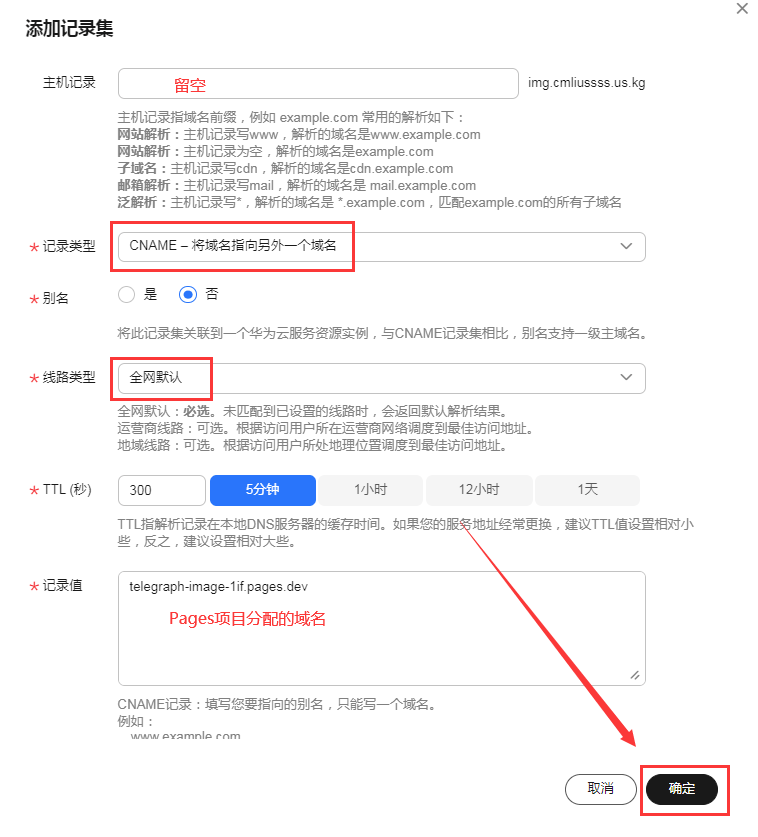 添加记录集
主机记录
留空
img.cmliussss.us.kg
主机记录指域名前缀，例如 example.com 常用的解析如下：
网站解析：主机记录写www，解析的域名是www.example.com
网站解析：主机记录为空，解析的域名是example.com
子域名：主机记录写cdn，解析的域名是cdn.example.com
邮箱解析：主机记录写mail，解析的域名是 mail.example.com
泛解析：主机记录写*，解析的域名是 *.example.com，匹配example.com的所有子域名
* 记录类型
CNAME – 将域名指向另外一个域名
* 别名
是
否
将此记录集关联到一个华为云服务资源实例，与CNAME记录集相比，别名支持一级主域名。
* 线路类型
全网默认
全网默认：必选。未匹配到已设置的线路时，会返回默认解析结果。
运营商线路：可选。根据访问用户所在运营商网络调度到最佳访问地址。
地域线路：可选。根据访问用户所处地理位置调度到最佳访问地址。
* TTL (秒)
300
5分钟
1小时
12小时
1天
TTL指解析记录在本地DNS服务器的缓存时间。如果您的服务地址经常更换，建议TTL值设置相对小
些，反之，建议设置相对大些。
* 记录值
telegraph-image-1if.pages.dev
Pages项目分配的域名
CNAME记录：填写您要指向的别名，只能写一个域名。
例如：
www.example.com
取消
确定